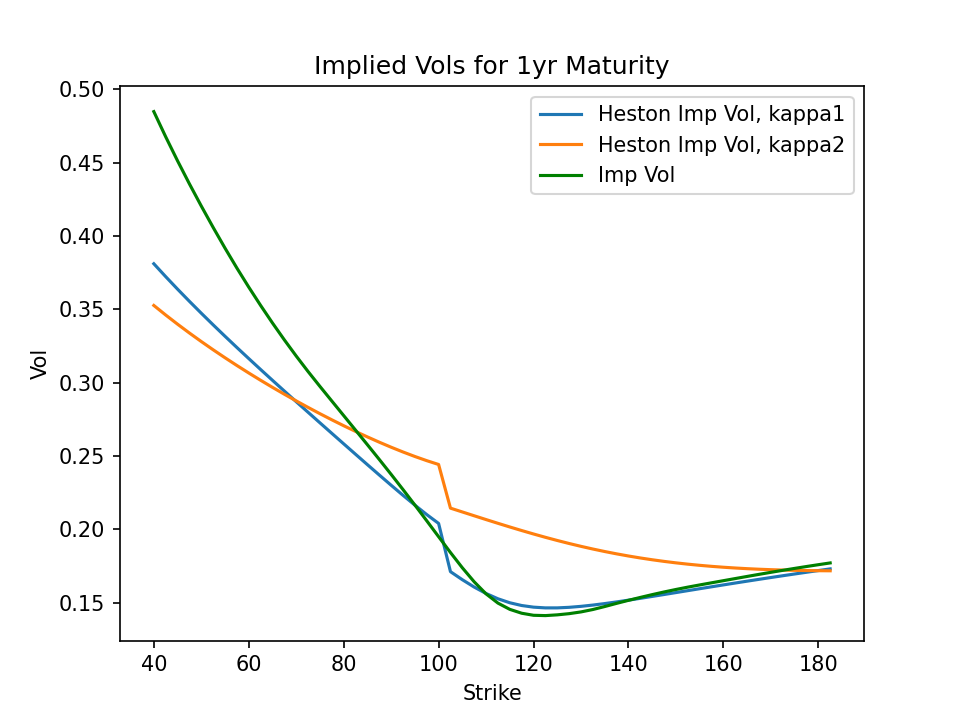 Implied Vols for 1yr Maturity
Heston Imp Vol, kappa1
Heston Imp Vol, kappa2
Imp Vol
Vol
0.50
0.45
0.40
0.35
0.30
0.25
0.20
0.15
40 60 80 100 120 140 160 180
Strike